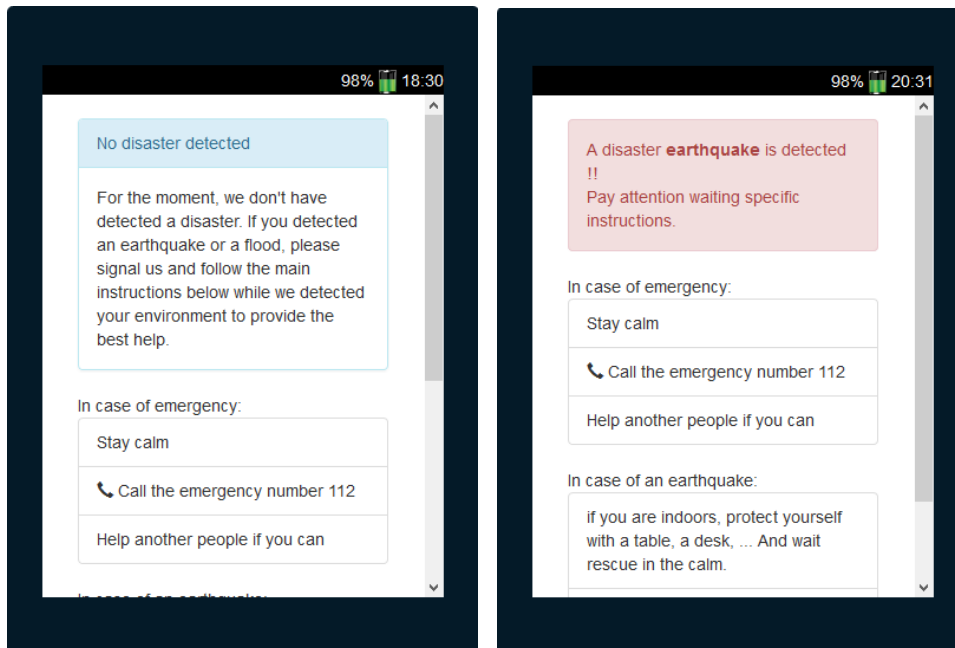 98% 18:30
No disaster detected
For the moment, we don't have
detected a disaster. If you detected
an earthquake or a flood, please
signal us and follow the main
instructions below while we detected
your environment to provide the
best help.
In case of emergency:
Stay calm
Call the emergency number 112
Help another people if you can
In case of an earthquake:
98% 20:31
A disaster earthquake is detected
!!
Pay attention waiting specific
instructions.
In case of emergency:
Stay calm
Call the emergency number 112
Help another people if you can
In case of an earthquake:
if you are indoors, protect yourself
with a table, a desk, ... And wait
rescue in the calm.